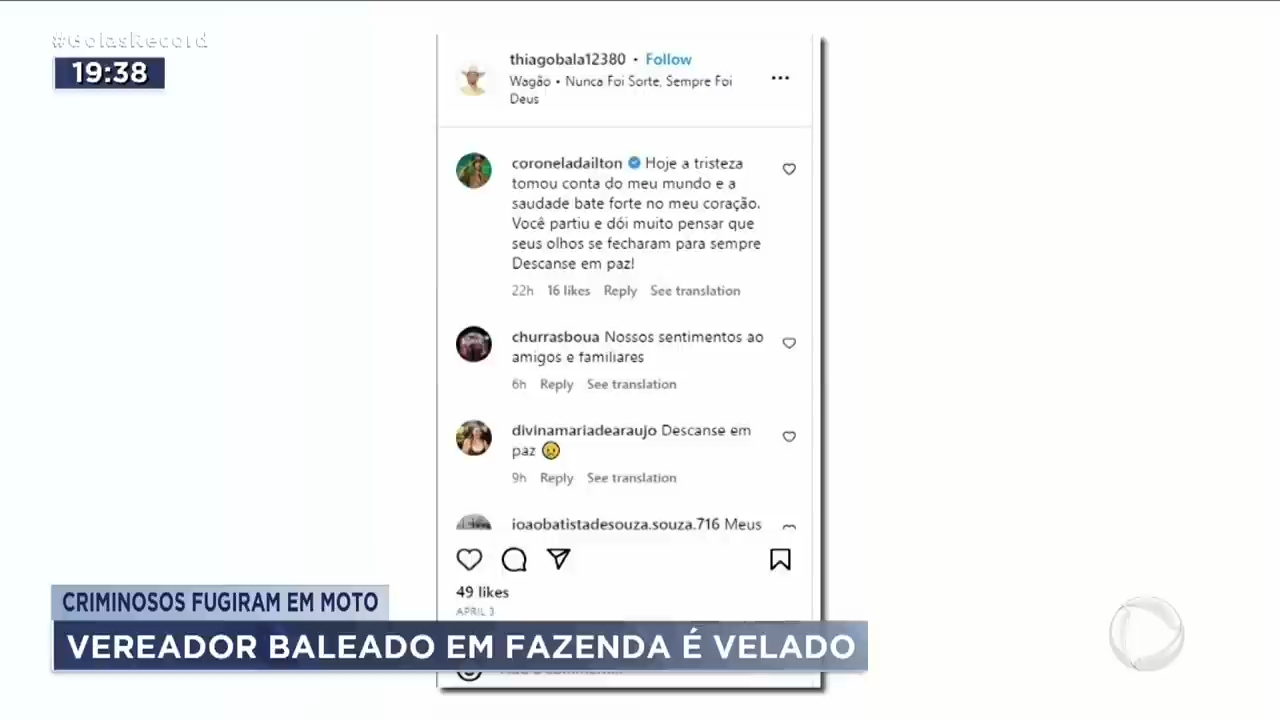 #GoiasRecord
19:38
thiagobala12380 • Follow
Wagão • Nunca Foi Sorte, Sempre Foi
Deus
coroneladailton Hoje a tristeza
tomou conta do meu mundo e a
saudade bate forte no meu coração.
Você partiu e dói muito pensar que
seus olhos se fecharam para sempre
Descanse em paz!
22h 16 likes Reply See translation
churrasboua Nossos sentimentos ao
amigos e familiares
6h Reply See translation
divinamariadearaujo Descanse em
paz 😢
9h Reply See translation
joaobatistadesouza.souza.716 Meus
49 likes
APRIL 3
CRIMINOSOS FUGIRAM EM MOTO
VEREADOR BALEADO EM FAZENDA É VELADO